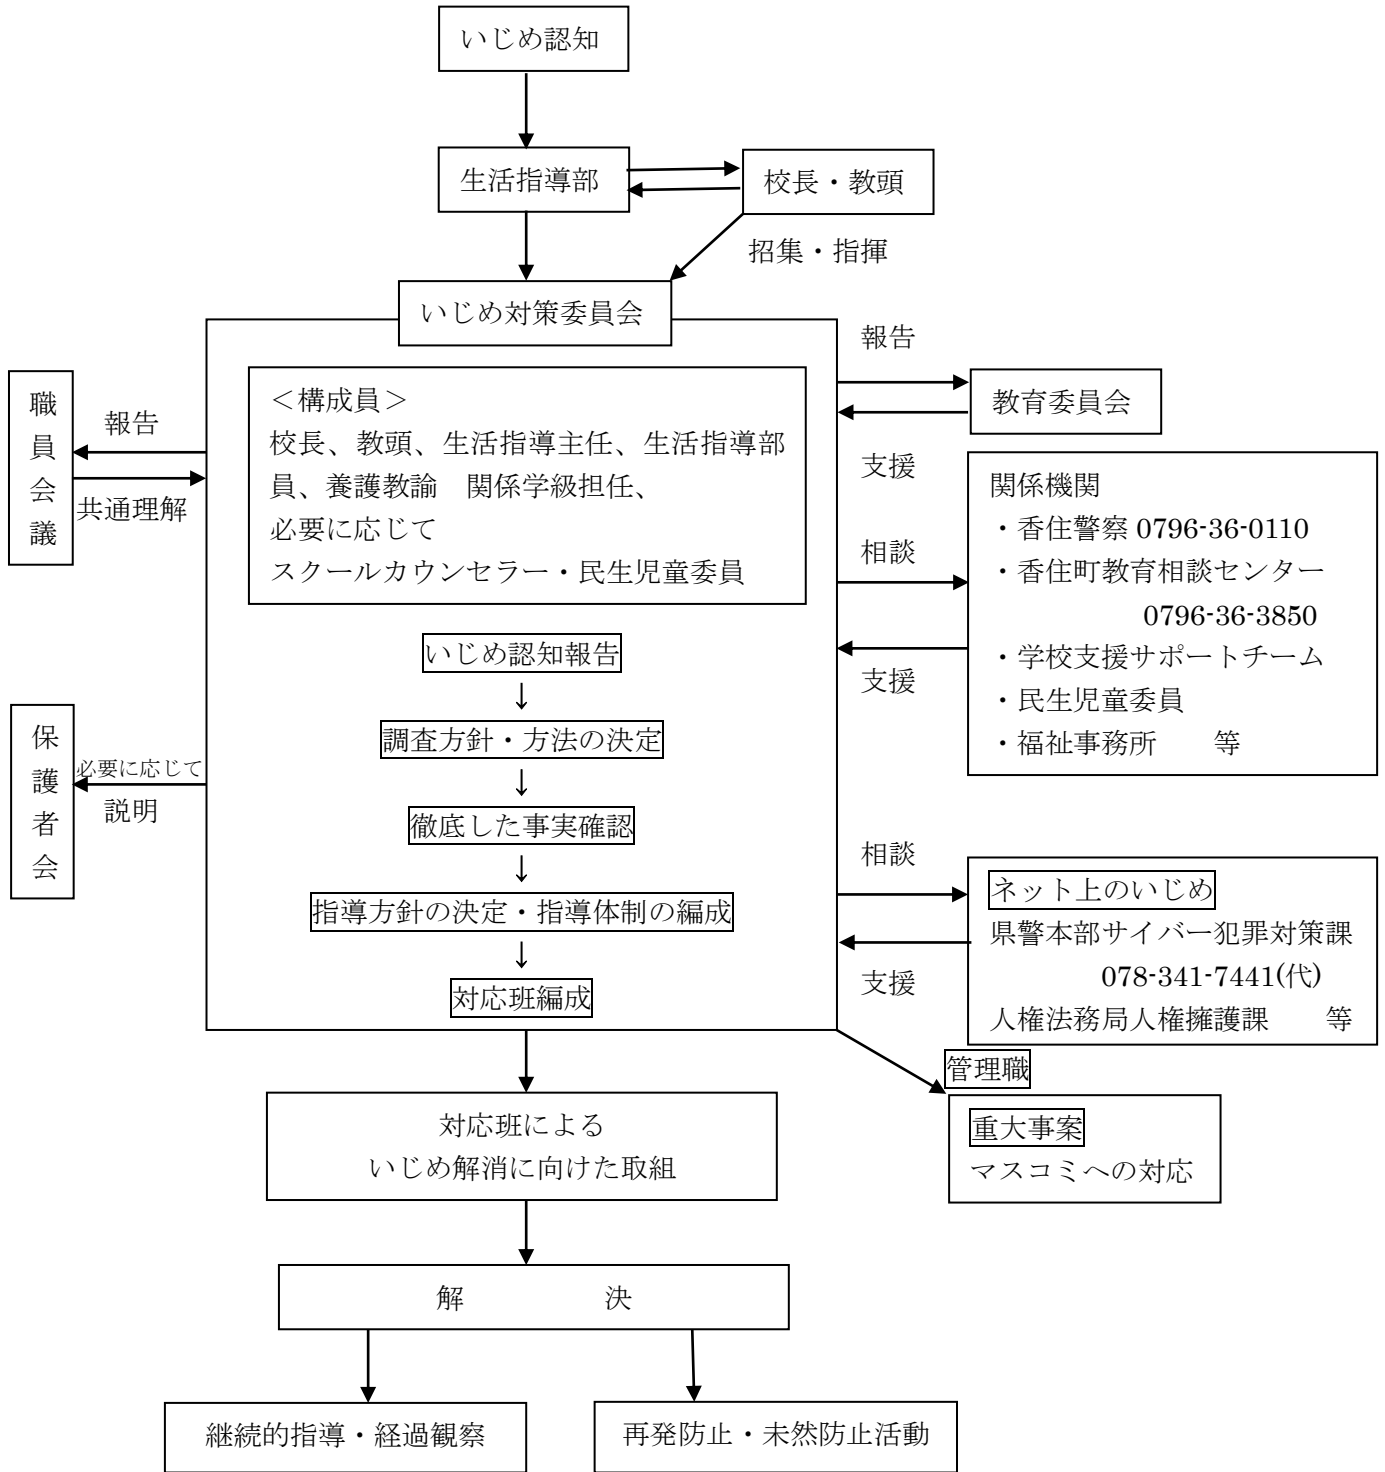 いじめ認知
生活指導部
校長・教頭
招集・指揮
いじめ対策委員会
職員会議
報告
共通理解
＜構成員＞
校長、教頭、生活指導主任、生活指導部
員、養護教諭　関係学級担任、
必要に応じて
スクールカウンセラー・民生児童委員
報告
教育委員会
支援
相談
支援
関係機関
・香住警察 0796-36-0110
・香住町教育相談センター
0796-36-3850
・学校支援サポートチーム
・民生児童委員
・福祉事務所　　等
いじめ認知報告
↓
調査方針・方法の決定
↓
徹底した事実確認
↓
指導方針の決定・指導体制の編成
↓
対応班編成
保護者会
必要に応じて
説明
相談
支援
ネット上のいじめ
県警本部サイバー犯罪対策課
078-341-7441(代)
人権法務局人権擁護課　　等
管理職
重大事案
マスコミへの対応
対応班による
いじめ解消に向けた取組
解　　　　　決
継続的指導・経過観察
再発防止・未然防止活動